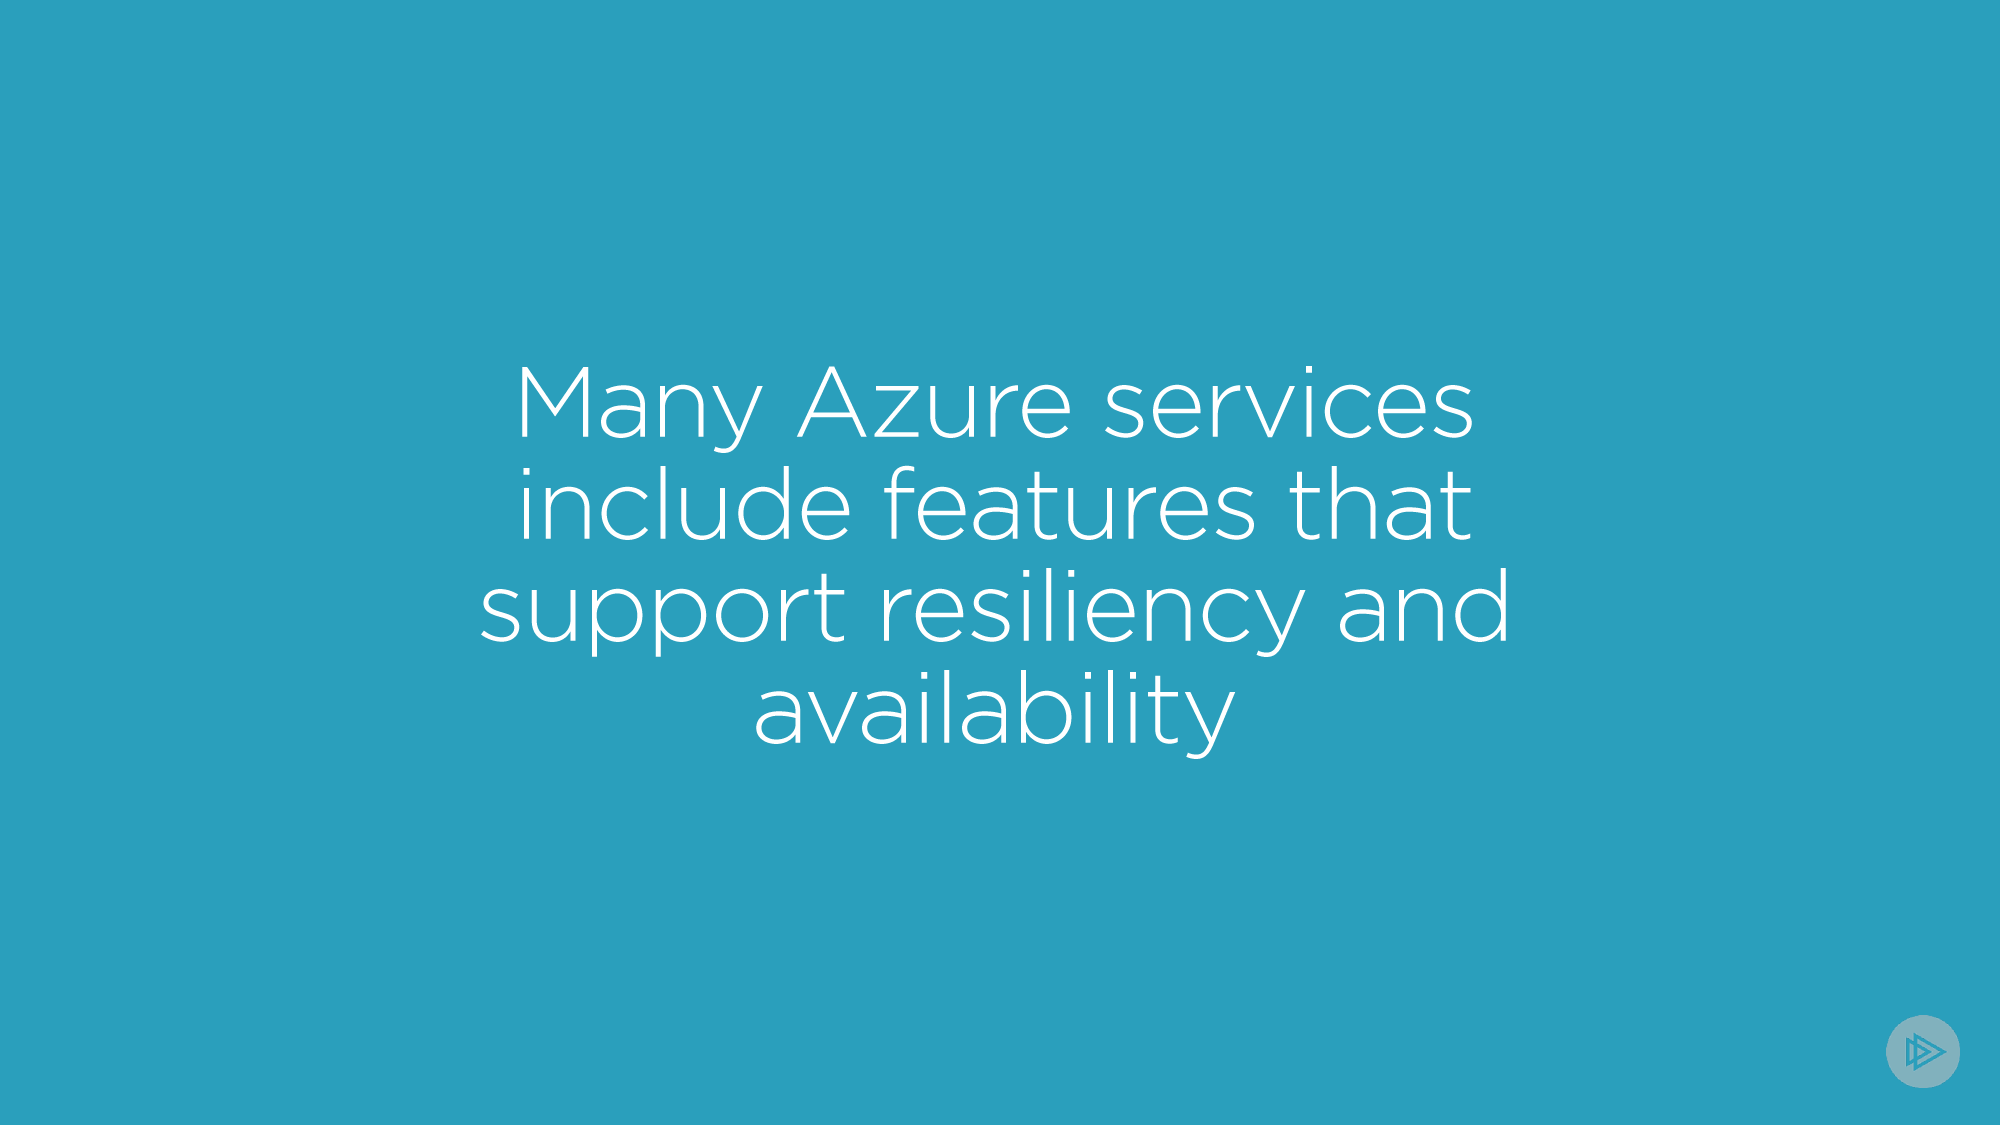 Many Azure services
include features that
support resiliency and
availability